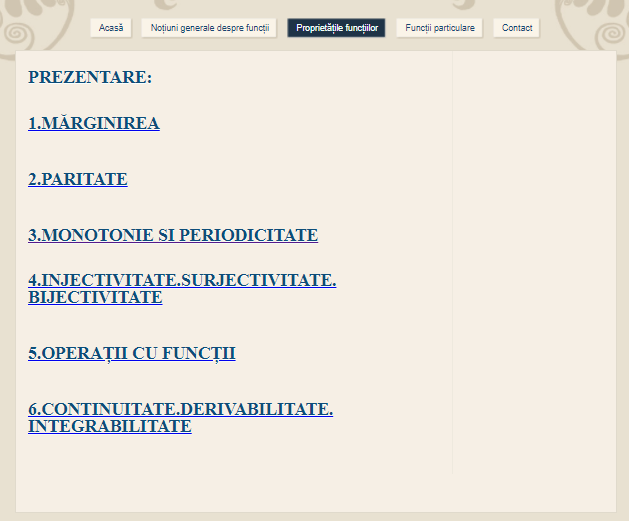 Acasă
Noțiuni generale despre funcții
Proprietățile funcțiilor
Funcții particulare
Contact
PREZENTARE:
1.MĂRGINIREA
2.PARITATE
3.MONOTONIE SI PERIODICITATE
4.INJECTIVITATE.SURJECTIVITATE.
BIJECTIVITATE
5.OPERAȚII CU FUNCȚII
6.CONTINUITATE.DERIVABILITATE.
INTEGRABILITATE